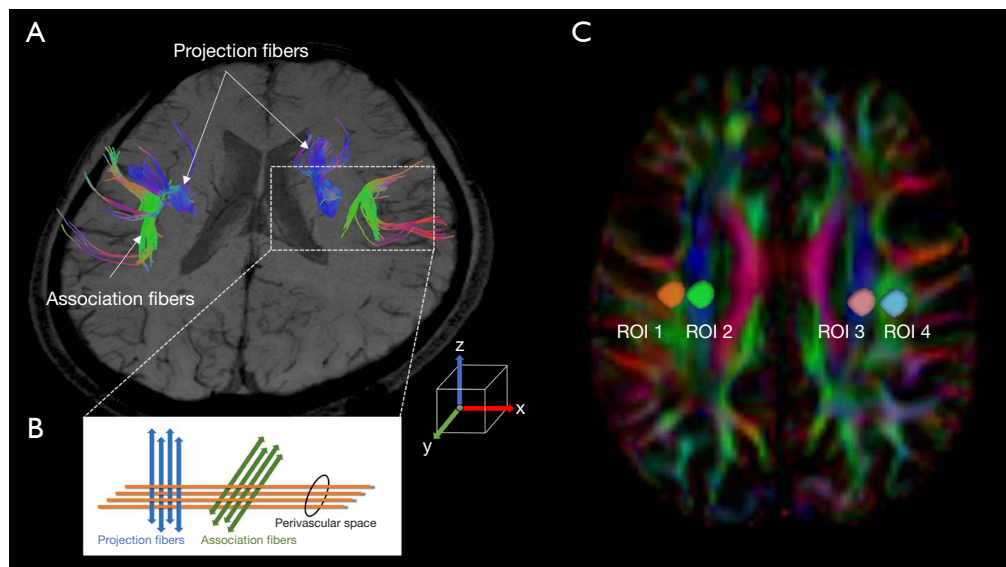 A
Projection fibers
Association fibers
z
x
y
B
Perivascular space
Projection fibers
Association fibers
C
ROI 1
ROI 2
ROI 3
ROI 4